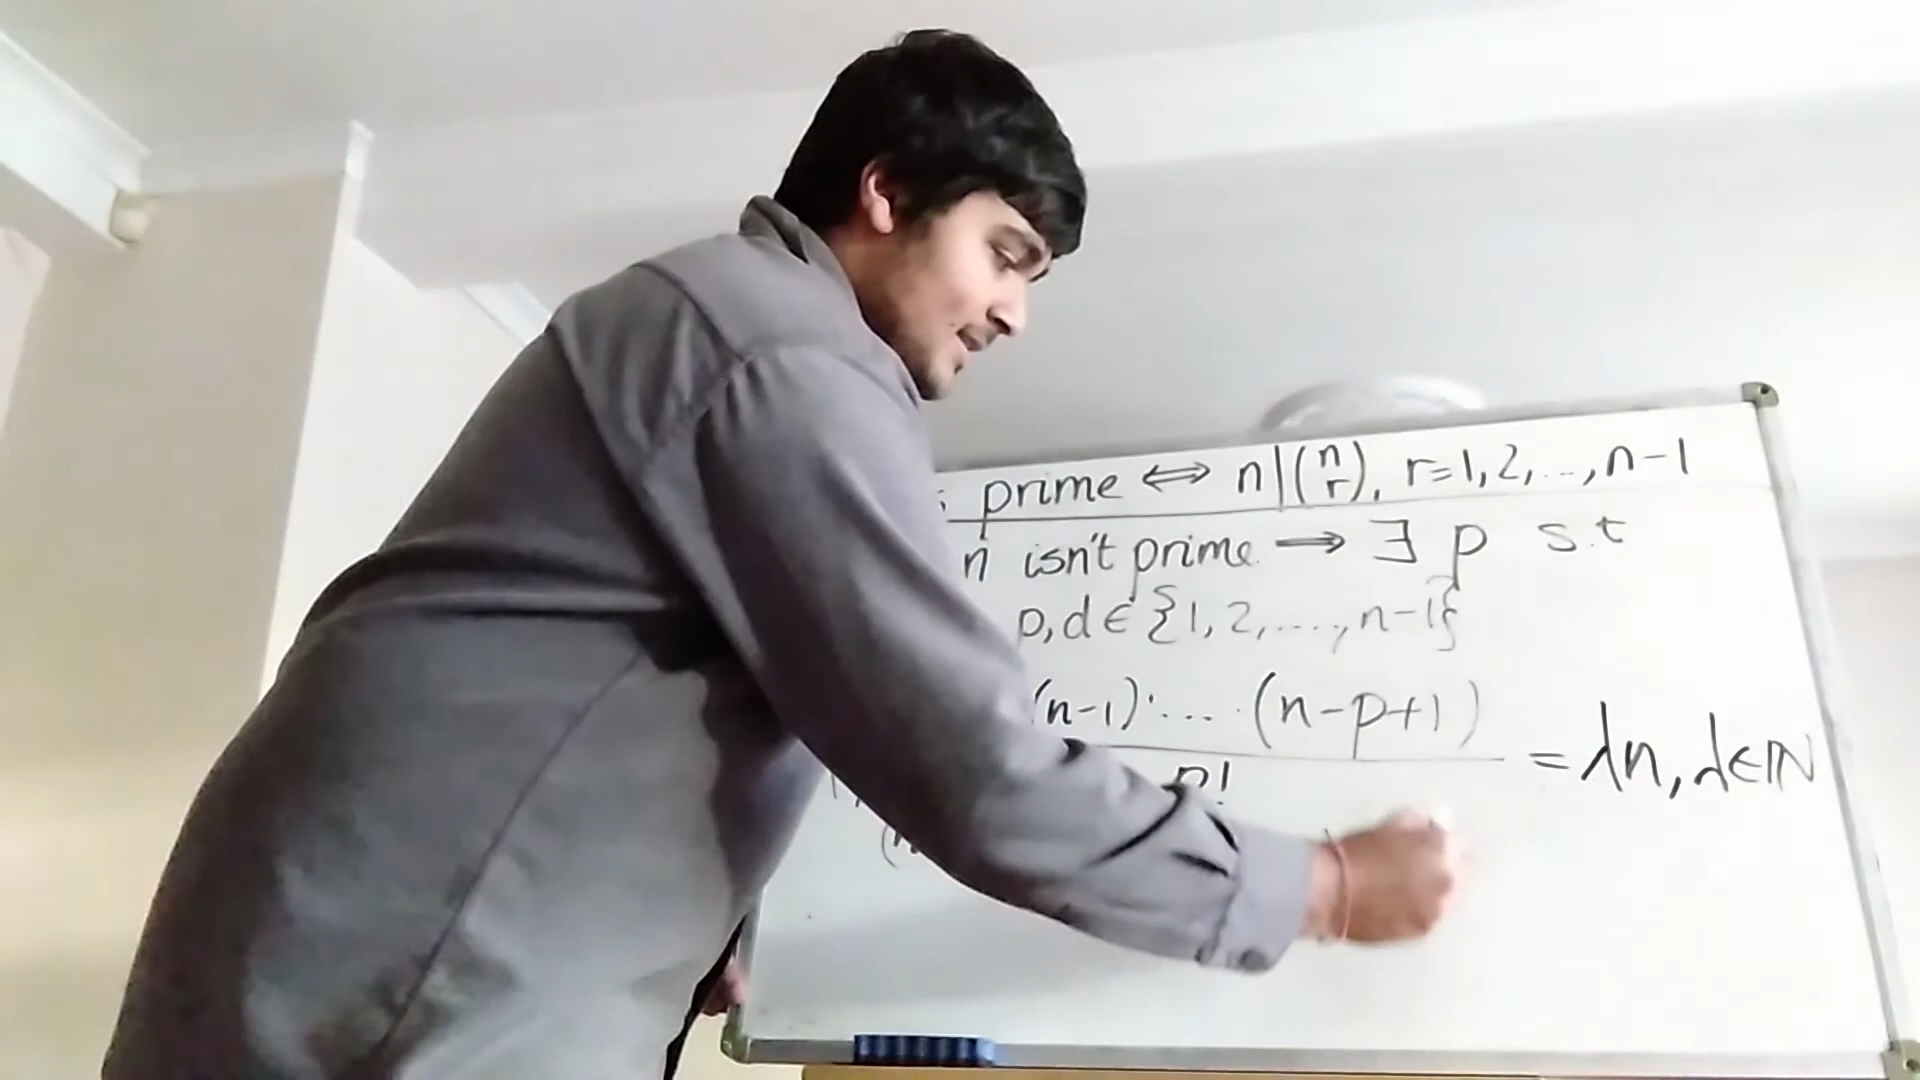 : prime ⟺ n|(n r), r=1,2,...,n-1
n isn't prime ⟹ ∃ p s.t
p,d ∈ {1,2,....,n-1}
(n-1)·...·(n-p+1)
= λn, λ∈ℕ
p!